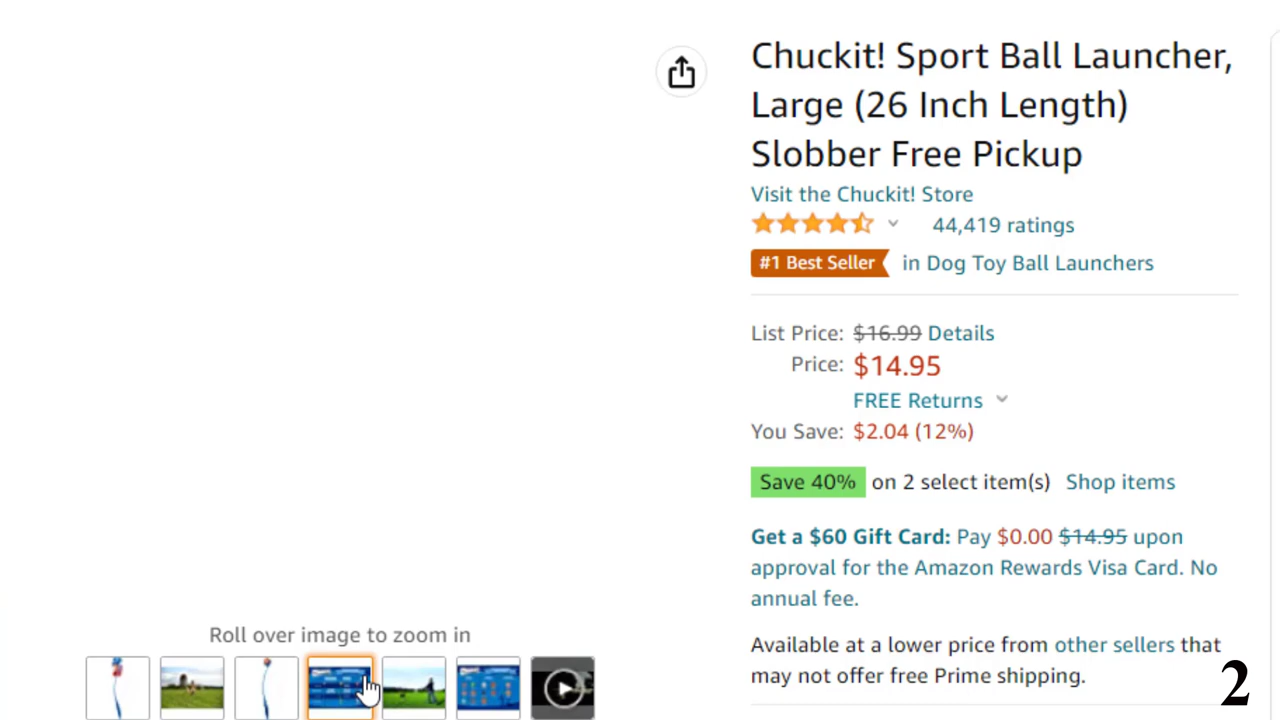 Chuckit! Sport Ball Launcher,
Large (26 Inch Length)
Slobber Free Pickup
Visit the Chuckit! Store
44,419 ratings
#1 Best Seller in Dog Toy Ball Launchers
List Price: $16.99 Details
Price: $14.95
FREE Returns
You Save: $2.04 (12%)
Save 40% on 2 select item(s) Shop items
Get a $60 Gift Card: Pay $0.00 $14.95 upon
approval for the Amazon Rewards Visa Card. No
annual fee.
Available at a lower price from other sellers that
may not offer free Prime shipping.
Roll over image to zoom in
2